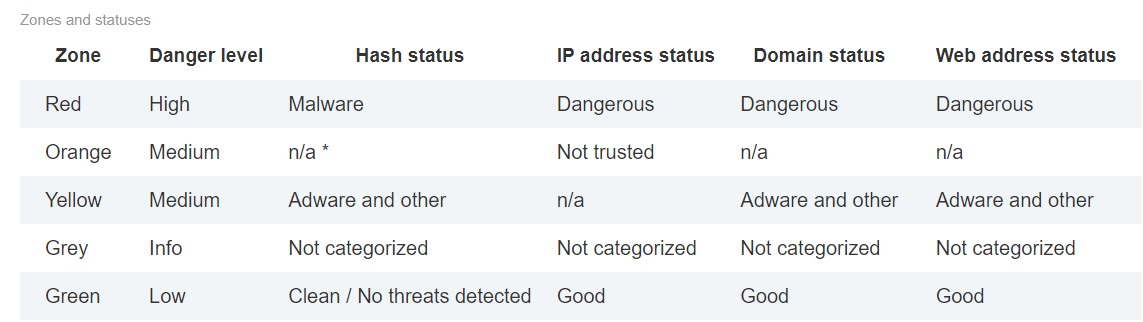 Zones and statuses
Zone Danger level Hash status IP address status Domain status Web address status
Red High Malware Dangerous Dangerous Dangerous
Orange Medium n/a * Not trusted n/a n/a
Yellow Medium Adware and other n/a Adware and other Adware and other
Grey Info Not categorized Not categorized Not categorized Not categorized
Green Low Clean / No threats detected Good Good Good